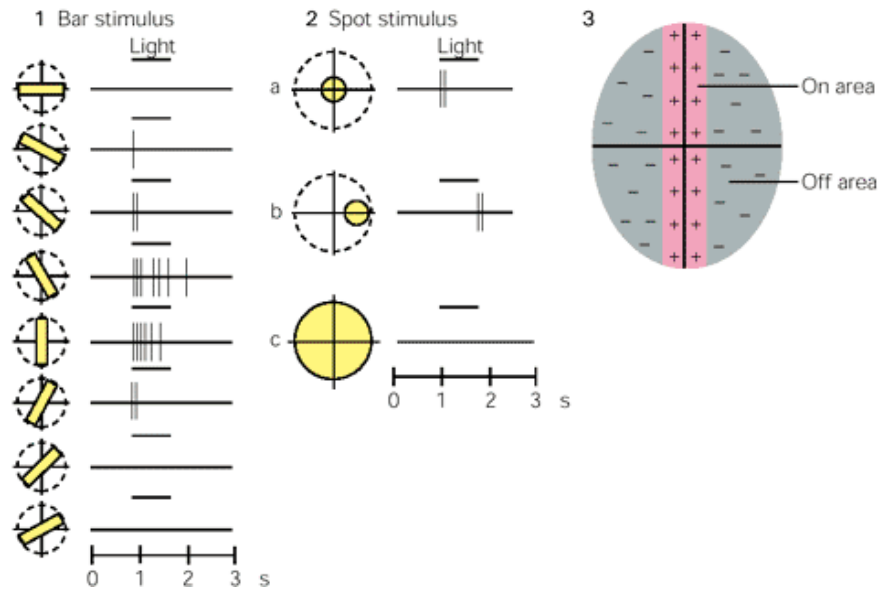 1 Bar stimulus
Light
0 1 2 3 s
2 Spot stimulus
Light
a
b
c
0 1 2 3 s
3
+ +
+ +
+ +
+ +
+ +
+ +
+ +
+ +
On area
Off area